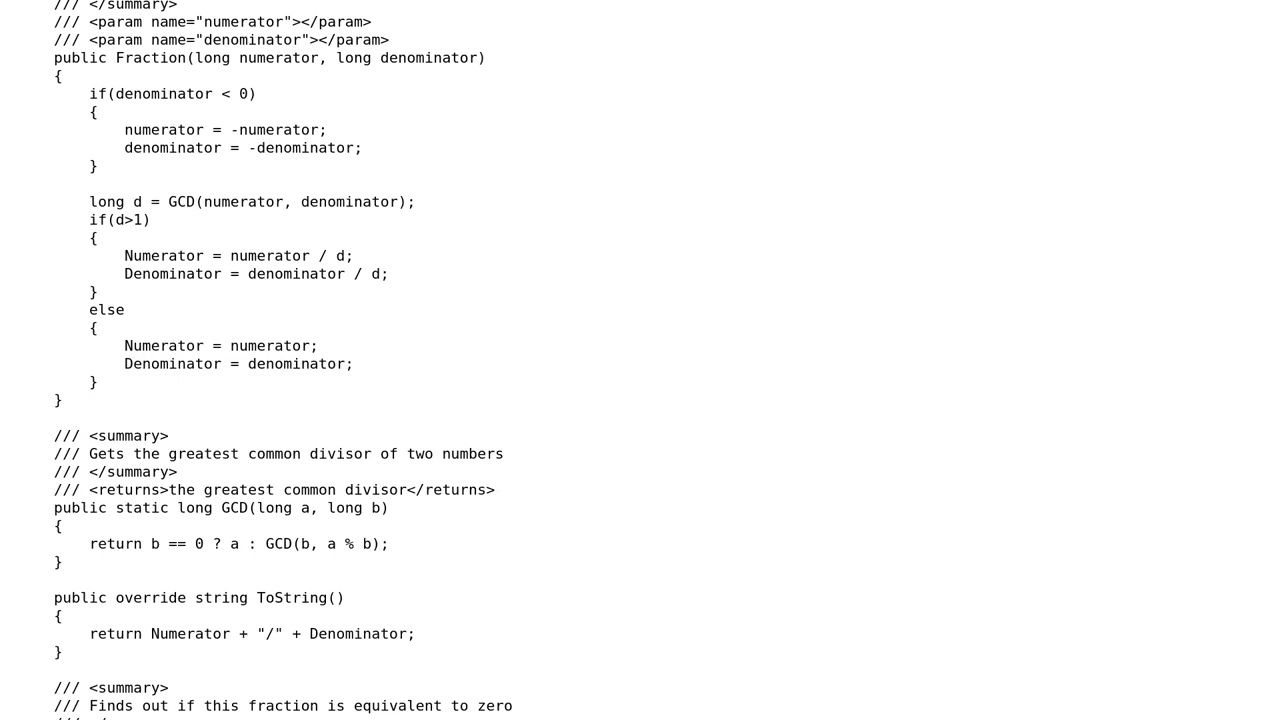 /// </summary>
/// <param name="numerator"></param>
/// <param name="denominator"></param>
public Fraction(long numerator, long denominator)
{
if(denominator < 0)
{
numerator = -numerator;
denominator = -denominator;
}
long d = GCD(numerator, denominator);
if(d>1)
{
Numerator = numerator / d;
Denominator = denominator / d;
}
else
{
Numerator = numerator;
Denominator = denominator;
}
}
/// <summary>
/// Gets the greatest common divisor of two numbers
/// </summary>
/// <returns>the greatest common divisor</returns>
public static long GCD(long a, long b)
{
return b == 0 ? a : GCD(b, a % b);
}
public override string ToString()
{
return Numerator + "/" + Denominator;
}
/// <summary>
/// Finds out if this fraction is equivalent to zero